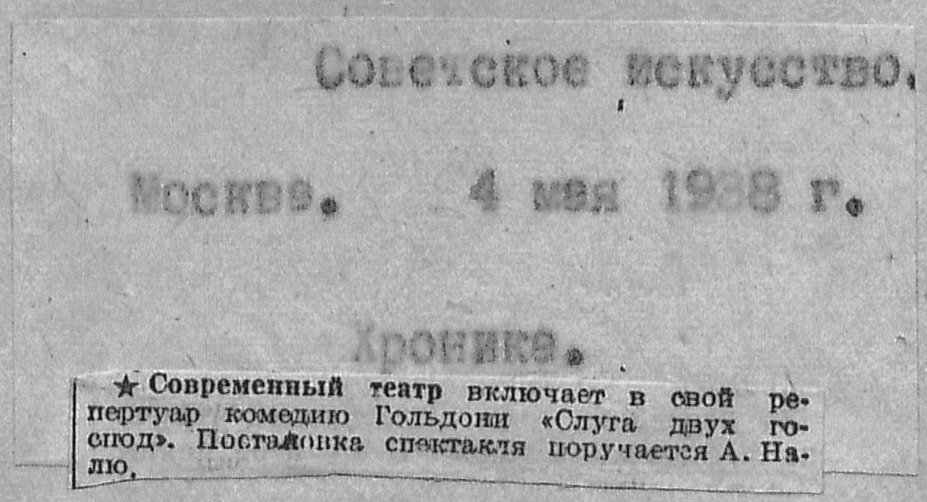 Советское искусство.
Москва. 4 мая 1938 г.
Хроника.
★ Современный театр включает в свой ре-
пертуар комедию Гольдони «Слуга двух го-
спод». Постановка спектакля поручается А. На-
лю.